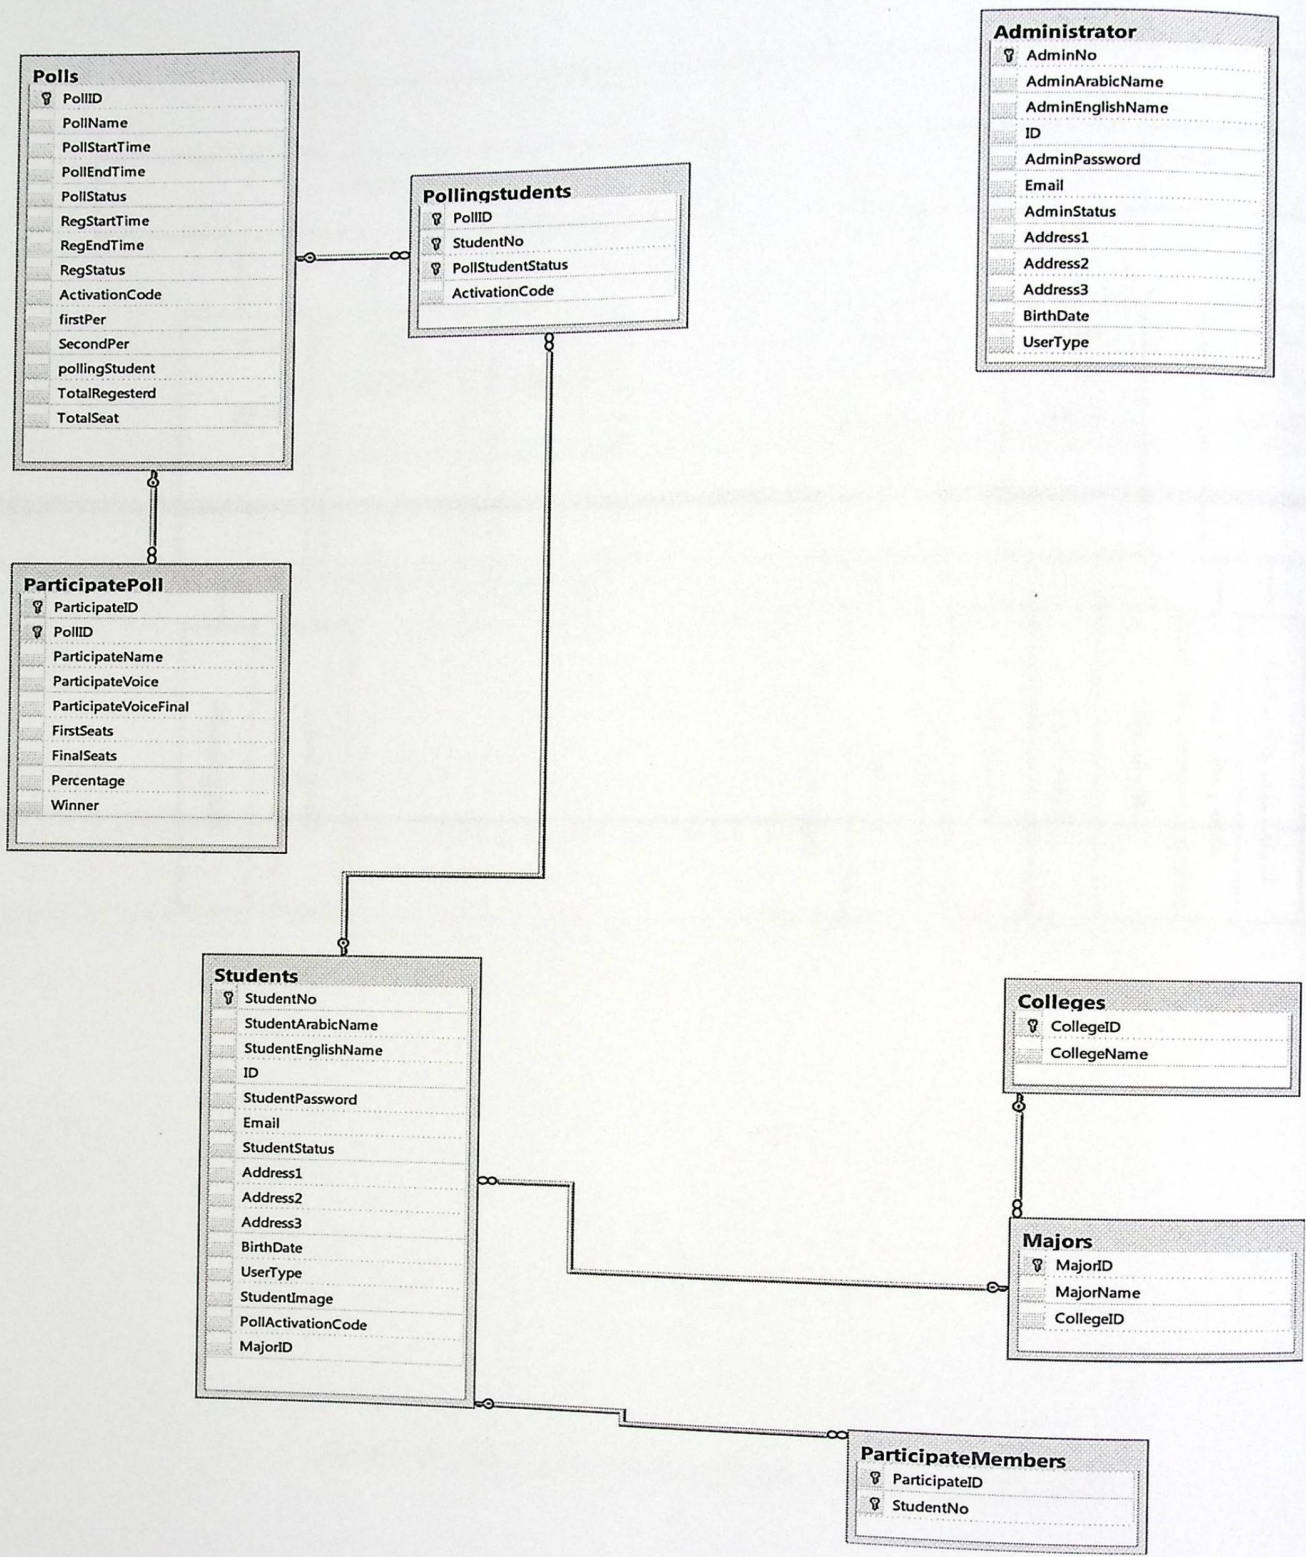 Polls
PollID
PollName
PollStartTime
PollEndTime
PollStatus
RegStartTime
RegEndTime
RegStatus
ActivationCode
firstPer
SecondPer
pollingStudent
TotalRegesterd
TotalSeat
Pollingstudents
PollID
StudentNo
PollStudentStatus
ActivationCode
Administrator
AdminNo
AdminArabicName
AdminEnglishName
ID
AdminPassword
Email
AdminStatus
Address1
Address2
Address3
BirthDate
UserType
ParticipatePoll
ParticipateID
PollID
ParticipateName
ParticipateVoice
ParticipateVoiceFinal
FirstSeats
FinalSeats
Percentage
Winner
Students
StudentNo
StudentArabicName
StudentEnglishName
ID
StudentPassword
Email
StudentStatus
Address1
Address2
Address3
BirthDate
UserType
StudentImage
PollActivationCode
MajorID
Colleges
CollegeID
CollegeName
Majors
MajorID
MajorName
CollegeID
ParticipateMembers
ParticipateID
StudentNo